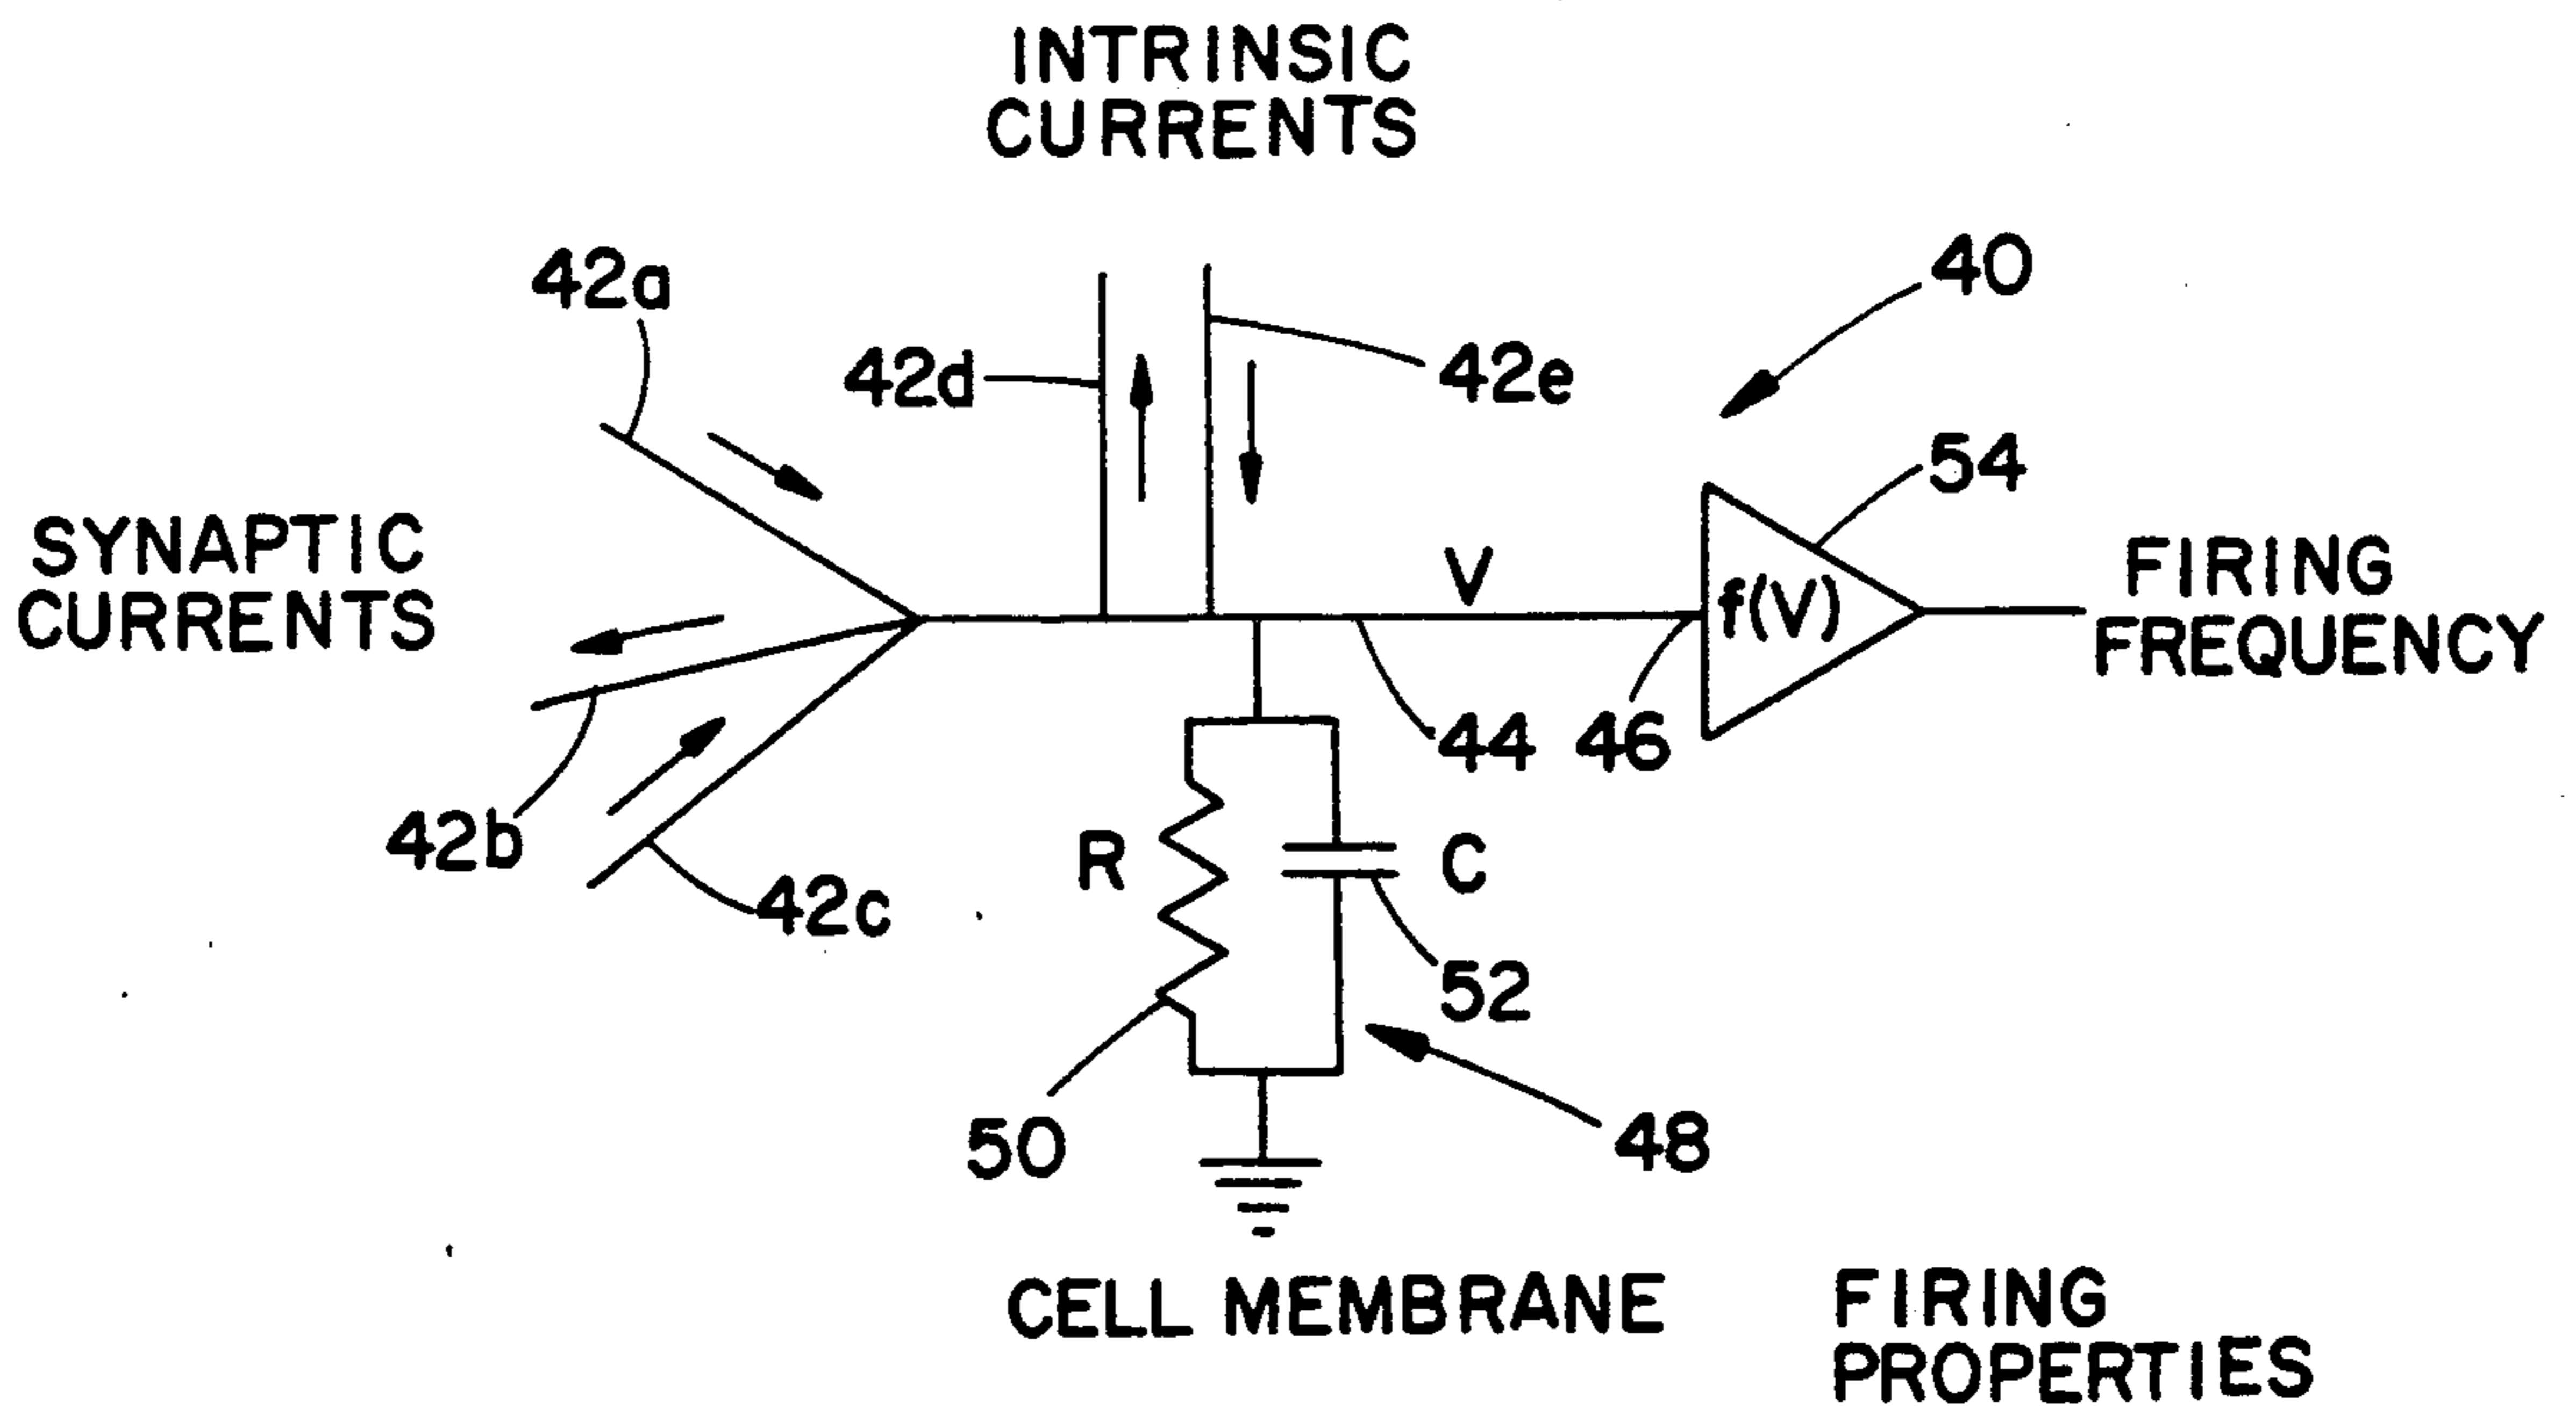 INTRINSIC
CURRENTS
42a
42d
42e
40
54
SYNAPTIC
CURRENTS
V
f(V)
FIRING
FREQUENCY
44
46
42b
42c
R
C
52
50
48
CELL MEMBRANE
FIRING
PROPERTIES